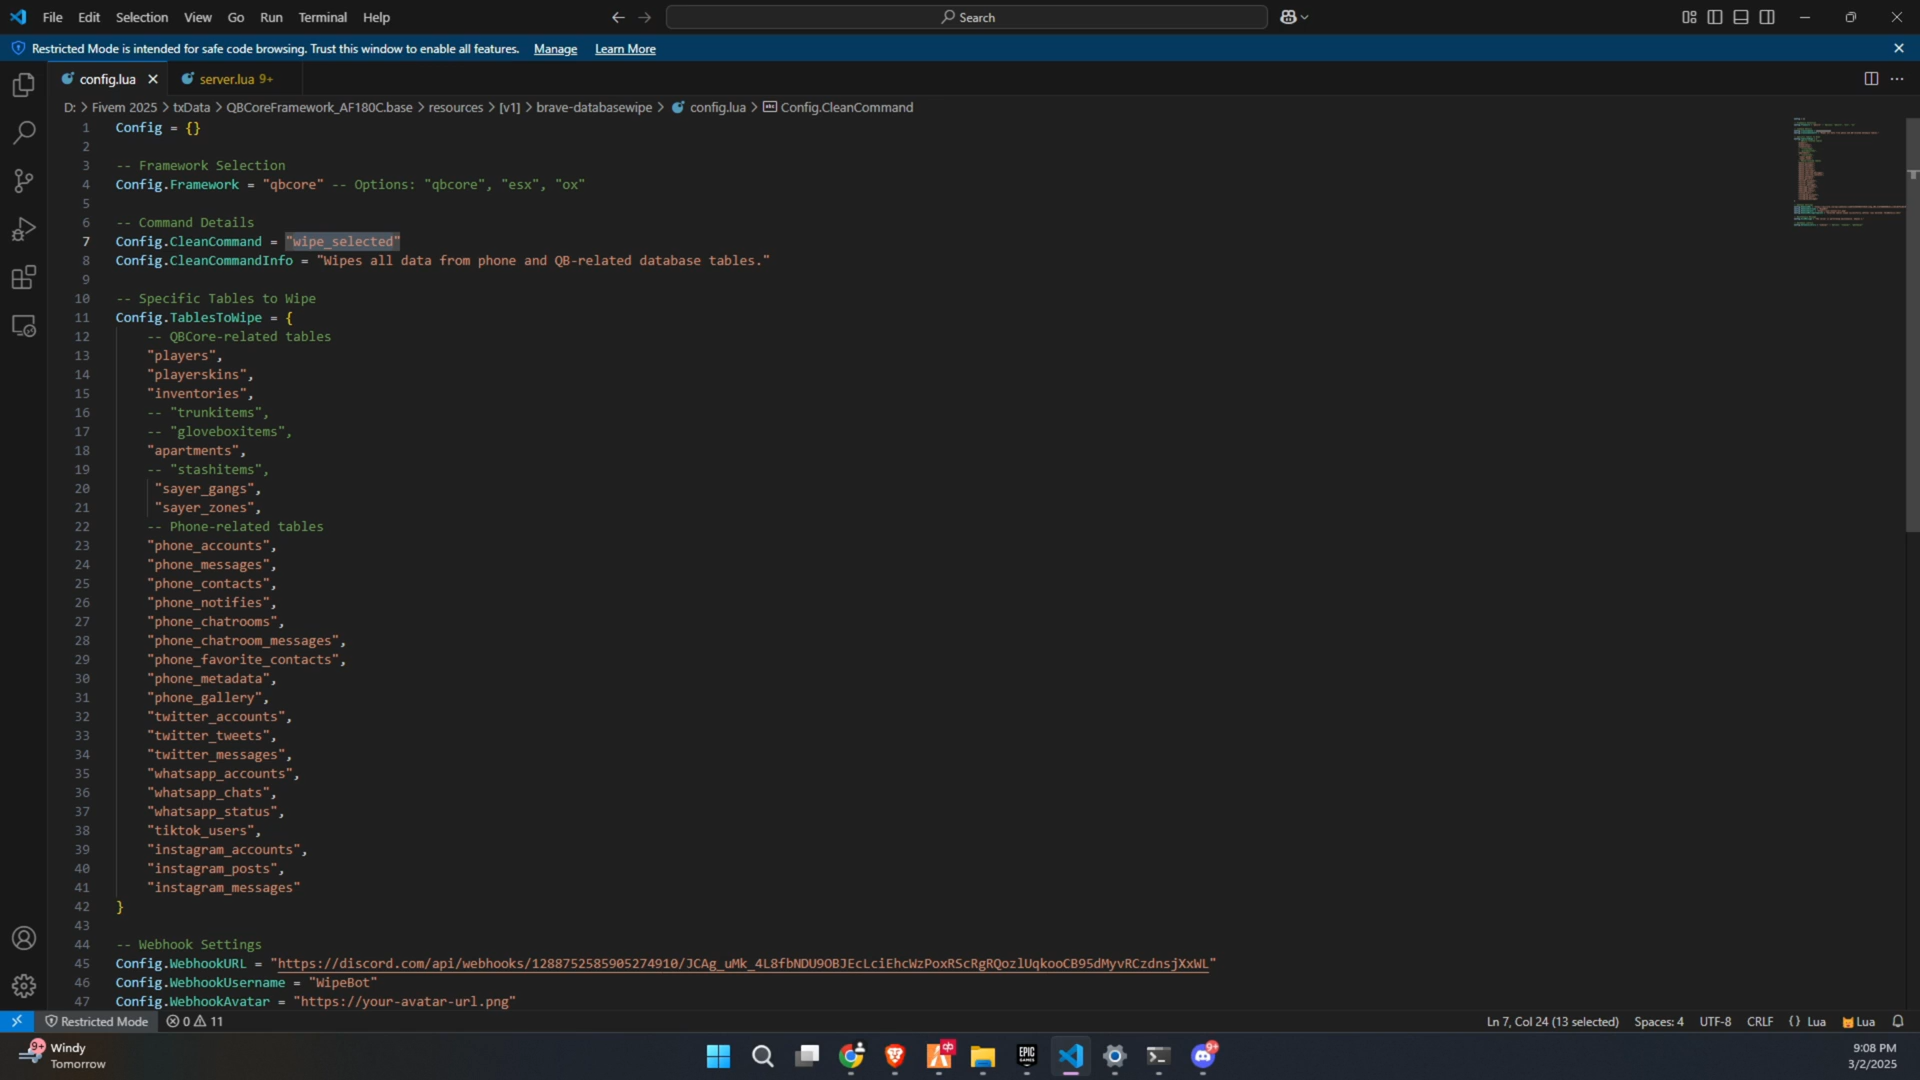 File Edit Selection View Go Run Terminal Help
Search
Restricted Mode is intended for safe code browsing. Trust this window to enable all features. Manage Learn More
config.lua
server.lua 9+
D: > Fivem 2025 > txData > QBCoreFramework_AF180C.base > resources > [v1] > brave-databasewipe > config.lua > Config.CleanCommand
1 Config = {}
2
3 -- Framework Selection
4 Config.Framework = "qbcore" -- Options: "qbcore", "esx", "ox"
5
6 -- Command Details
7 Config.CleanCommand = "wipe_selected"
8 Config.CleanCommandInfo = "Wipes all data from phone and QB-related database tables."
9
10 -- Specific Tables to Wipe
11 Config.TablesToWipe = {
12 -- QBCore-related tables
13 "players",
14 "playerskins",
15 "inventories",
16 -- "trunkitems",
17 -- "gloveboxitems",
18 "apartments",
19 -- "stashitems",
20 "sayer_gangs",
21 "sayer_zones",
22 -- Phone-related tables
23 "phone_accounts",
24 "phone_messages",
25 "phone_contacts",
26 "phone_notifies",
27 "phone_chatrooms",
28 "phone_chatroom_messages",
29 "phone_favorite_contacts",
30 "phone_metadata",
31 "phone_gallery",
32 "twitter_accounts",
33 "twitter_tweets",
34 "twitter_messages",
35 "whatsapp_accounts",
36 "whatsapp_chats",
37 "whatsapp_status",
38 "tiktok_users",
39 "instagram_accounts",
40 "instagram_posts",
41 "instagram_messages"
42 }
43
44 -- Webhook Settings
45 Config.WebhookURL = "https://discord.com/api/webhooks/1288752585905274910/JCAg_uMk_4L8fbNDU9OBJEcLciEhcWzPoxRScRgRQozlUqkooCB95dMyvRCzdnsjXxWL"
46 Config.WebhookUsername = "WipeBot"
47 Config.WebhookAvatar = "https://your-avatar-url.png"
Restricted Mode 0 11
Ln 7, Col 24 (13 selected) Spaces: 4 UTF-8 CRLF {} Lua Lua
9+
Windy
Tomorrow
qb
EPIC
GAMES
9+
9:08 PM
3/2/2025